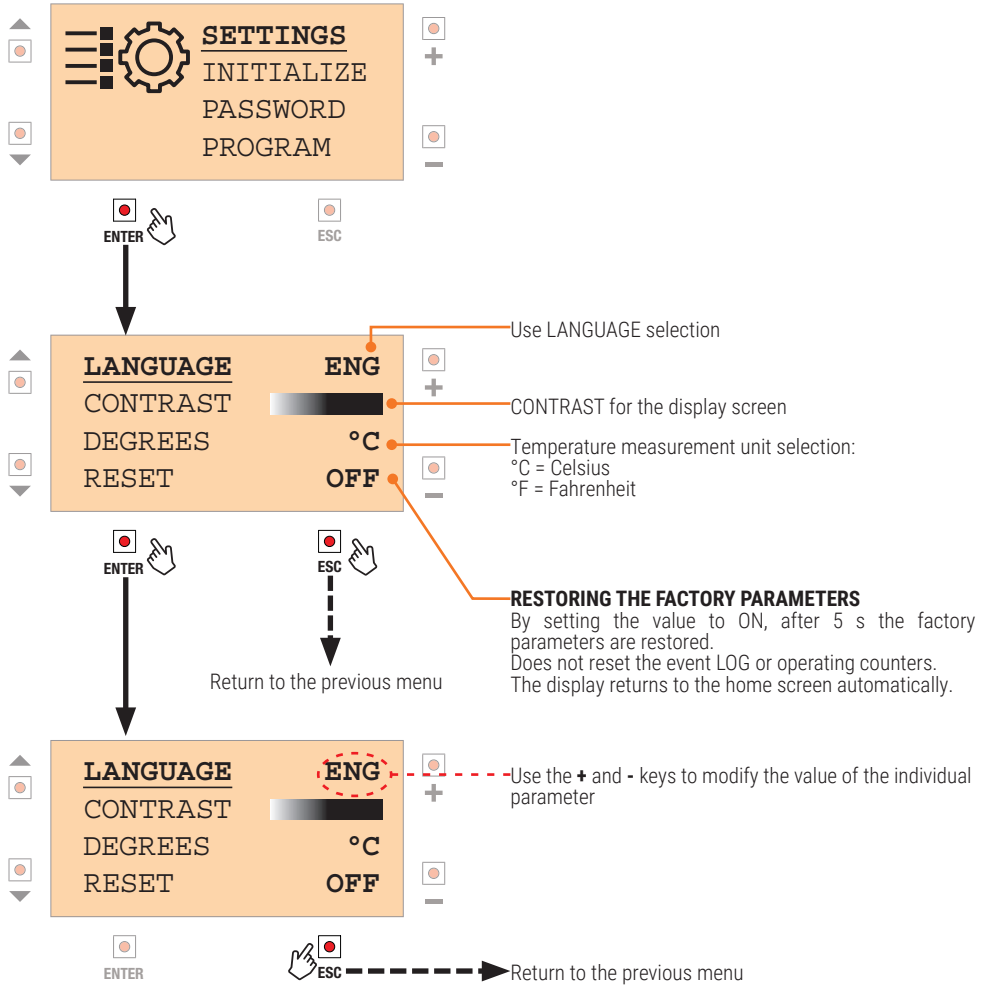 SETTINGS
INITIALIZE
PASSWORD
PROGRAM
+
-
ENTER
ESC
Use LANGUAGE selection
LANGUAGE ENG
CONTRAST
DEGREES °C
RESET OFF
+
-
CONTRAST for the display screen
Temperature measurement unit selection:
°C = Celsius
°F = Fahrenheit
ENTER
ESC
RESTORING THE FACTORY PARAMETERS
By setting the value to ON, after 5 s the factory
parameters are restored.
Does not reset the event LOG or operating counters.
The display returns to the home screen automatically.
Return to the previous menu
LANGUAGE ENG
CONTRAST
DEGREES °C
RESET OFF
+
-
Use the + and - keys to modify the value of the individual
parameter
ENTER
ESC
Return to the previous menu